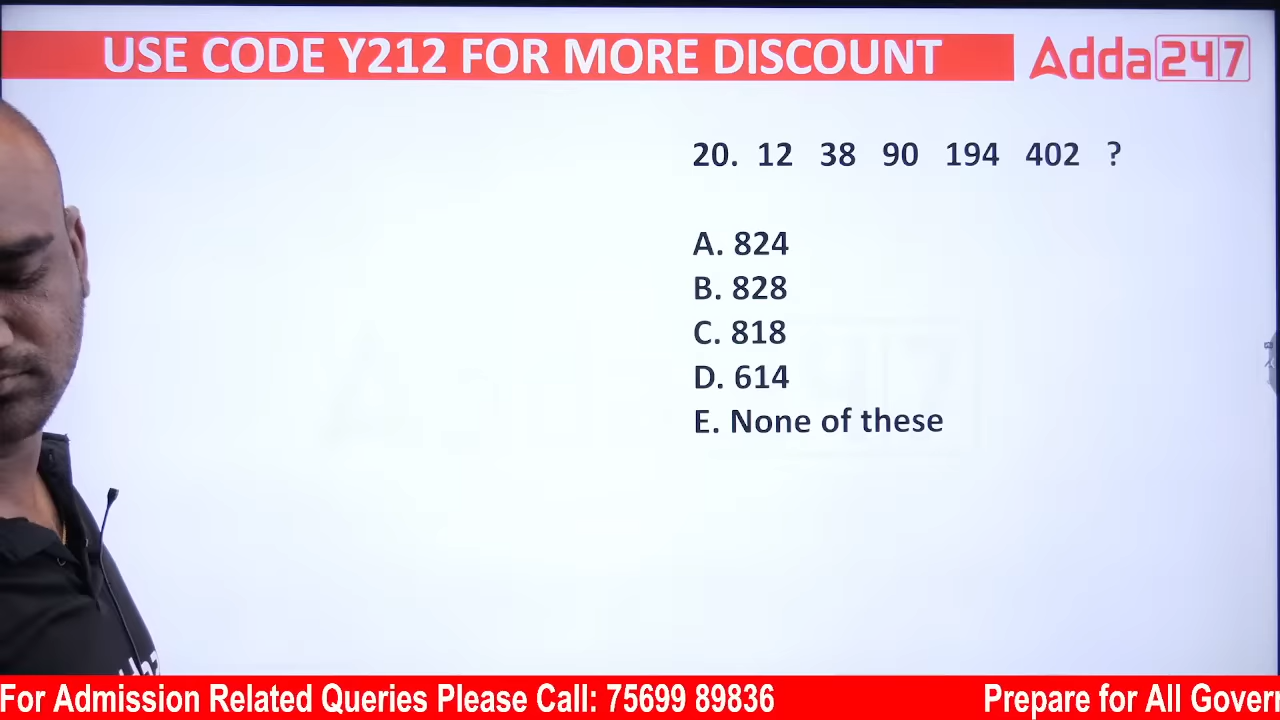 USE CODE Y212 FOR MORE DISCOUNT
Adda247
20. 12 38 90 194 402 ?
A. 824
B. 828
C. 818
D. 614
E. None of these
For Admission Related Queries Please Call: 75699 89836 Prepare for All Govern